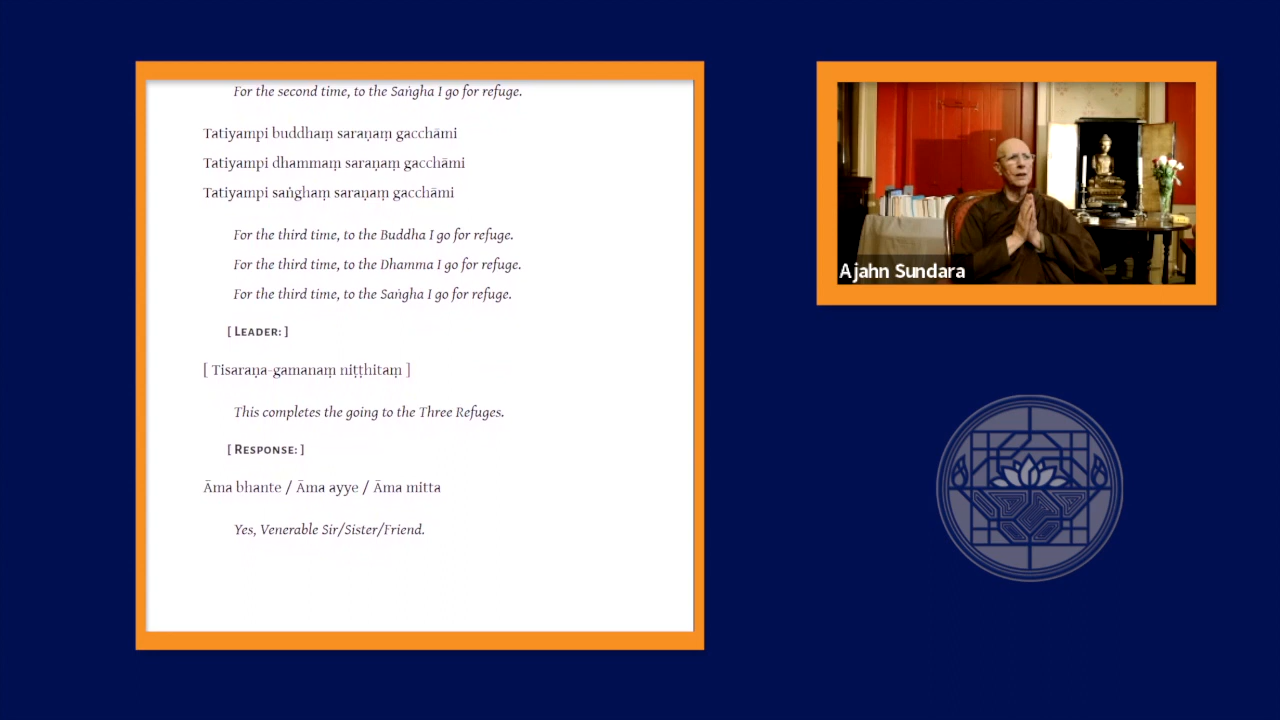 For the second time, to the Saṅgha I go for refuge.
Tatiyampi buddhaṃ saraṇaṃ gacchāmi
Tatiyampi dhammaṃ saraṇaṃ gacchāmi
Tatiyampi saṅghaṃ saraṇaṃ gacchāmi
For the third time, to the Buddha I go for refuge.
For the third time, to the Dhamma I go for refuge.
For the third time, to the Saṅgha I go for refuge.
[ Leader: ]
[ Tisaraṇa-gamanaṃ niṭṭhitaṃ ]
This completes the going to the Three Refuges.
[ Response: ]
Āma bhante / Āma ayye / Āma mitta
Yes, Venerable Sir/Sister/Friend.
Ajahn Sundara